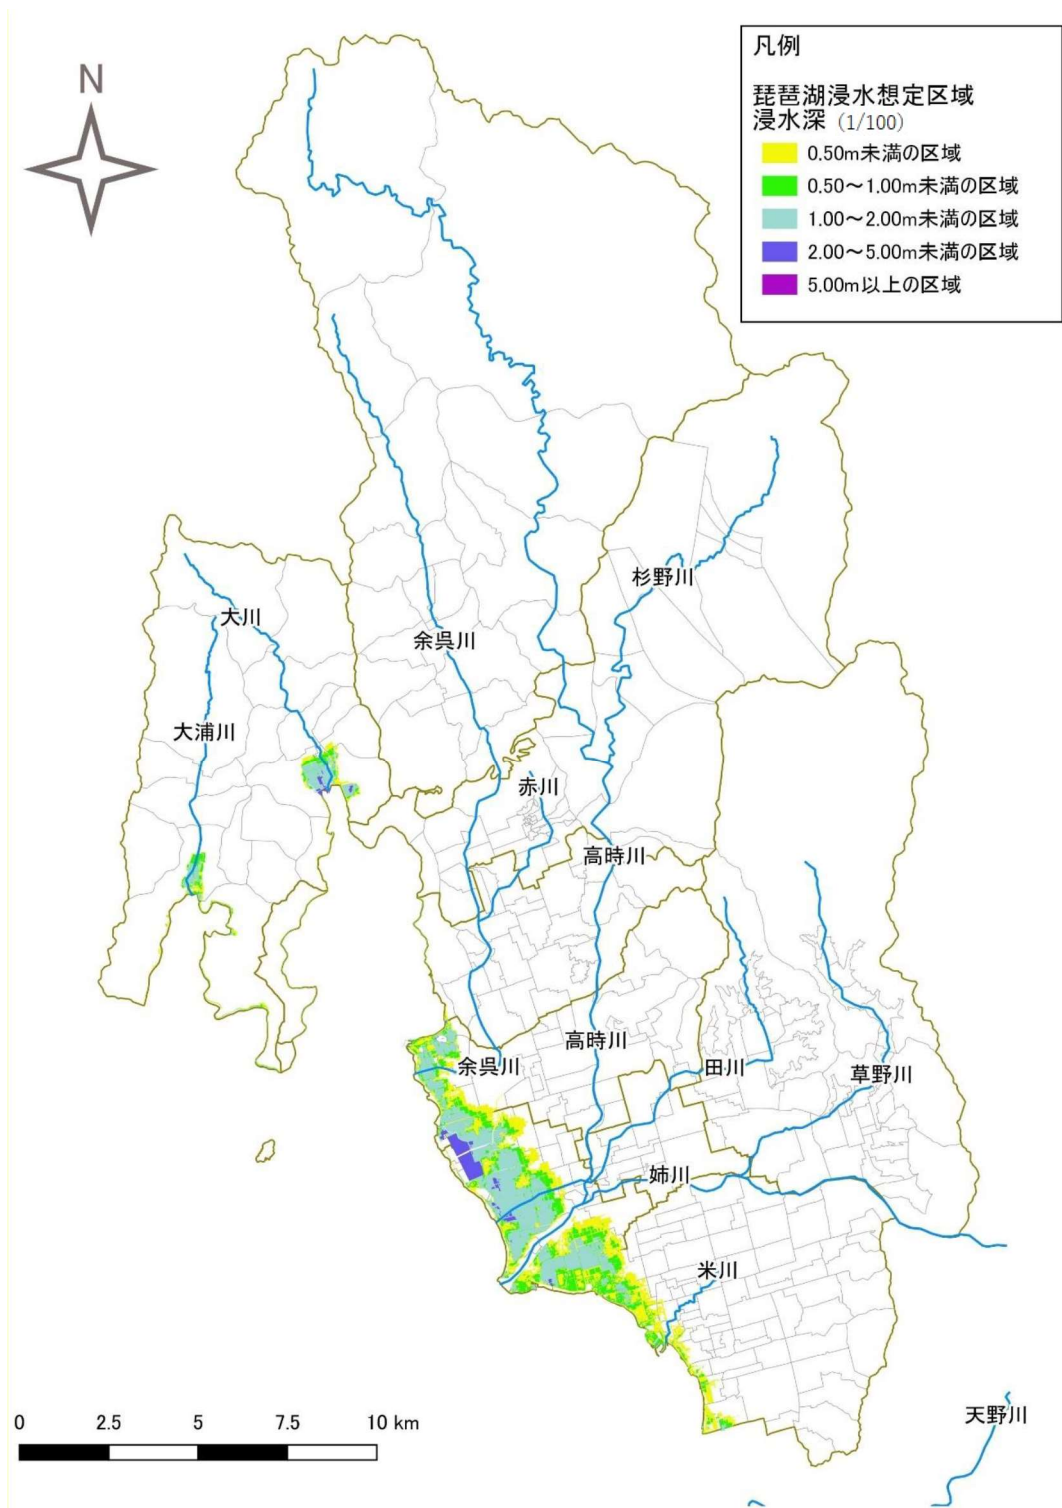 凡例
N
琵琶湖浸水想定区域
浸水深 (1/100)
0.50m未満の区域
0.50～1.00m未満の区域
1.00～2.00m未満の区域
2.00～5.00m未満の区域
5.00m以上の区域
杉野川
大川
余呉川
大浦川
赤川
高時川
高時川
余呉川
田川
草野川
姉川
米川
天野川
0 2.5 5 7.5 10 km